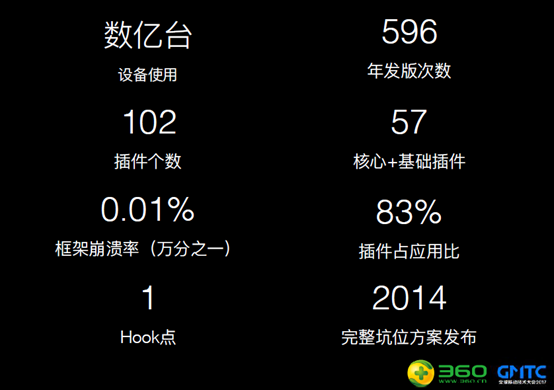 数亿台
设备使用
596
年发版次数
102
插件个数
57
核心+基础插件
0.01%
框架崩溃率（万分之一）
83%
插件占应用比
1
Hook点
2014
完整坑位方案发布
360
www.360.cn
GMTC
全球移动技术大会2017